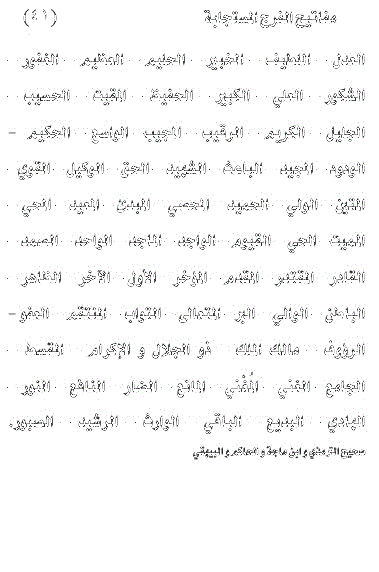 مفاتيح الفرج المستجابة (٤١)
العدل - اللطيف - الخبير - الحليم - العظيم - الغفور -
الشكور - العلي - الكبير - الحفيظ - المقيت - الحسيب -
الجليل - الكريم - الرقيب - المجيب - الواسع - الحكيم -
الودود - المجيد - الباعث - الشهيد - الحق - الوكيل - القوي -
المتين - الولي - الحميد - المحصي - المبدئ - المعيد - المحيي -
المميت - الحي - القيوم - الواجد - الماجد - الواحد - الصمد -
القادر - المقتدر - المقدم - المؤخر - الأول - الآخر - الظاهر -
الباطن - الوالي - البر - المتعالي - التواب - المنتقم - العفو -
الرؤوف - مالك الملك - ذو الجلال و الإكرام - المقسط -
الجامع - الغني - المُغْني - المانع - الضار - النافع - النور -
الهادي - البديع - الباقي - الوارث - الرشيد - الصبور.
صحيح الترمذي و ابن ماجة و الحاكم و البيهقي